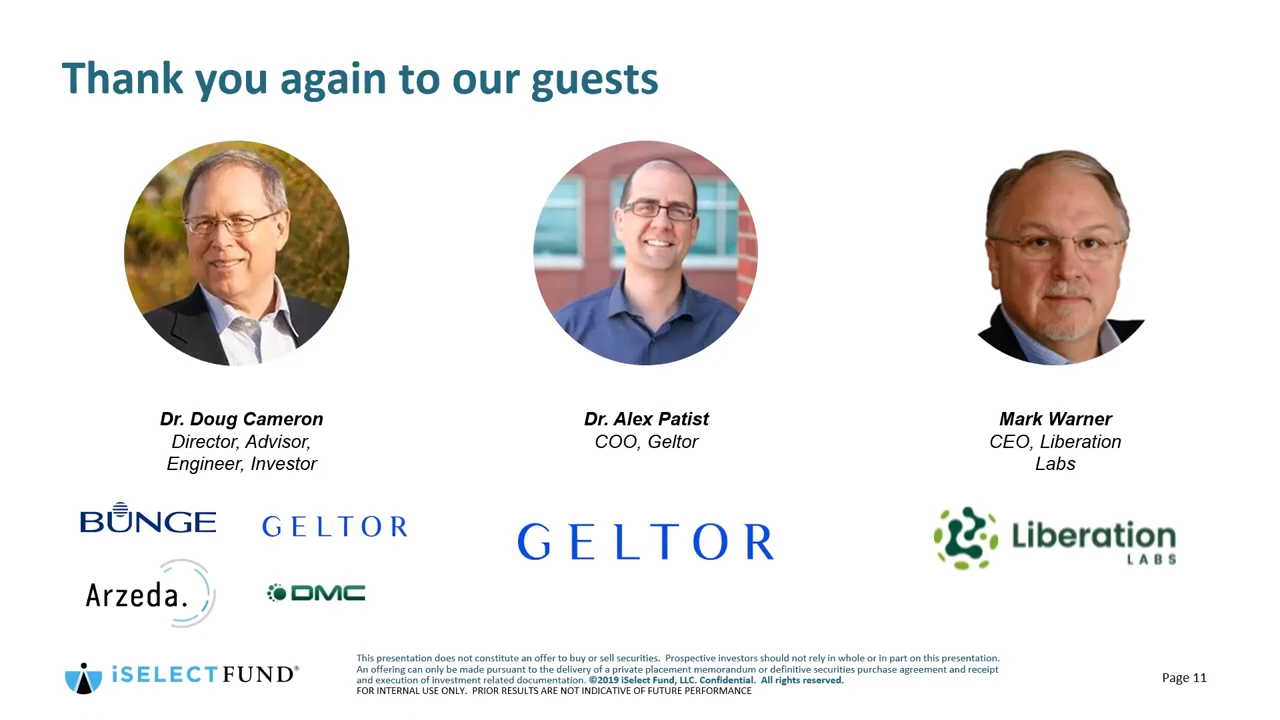 Thank you again to our guests
Dr. Doug Cameron
Director, Advisor,
Engineer, Investor
Dr. Alex Patist
COO, Geltor
Mark Warner
CEO, Liberation
Labs
BUNGE
GELTOR
Arzeda.
DMC
GELTOR
Liberation
LABS
iSELECTFUND®
This presentation does not constitute an offer to buy or sell securities. Prospective investors should not rely in whole or in part on this presentation.
An offering can only be made pursuant to the delivery of a private placement memorandum or definitive securities purchase agreement and receipt
and execution of investment related documentation. ©2019 iSelect Fund, LLC. Confidential. All rights reserved.
FOR INTERNAL USE ONLY. PRIOR RESULTS ARE NOT INDICATIVE OF FUTURE PERFORMANCE
Page 11